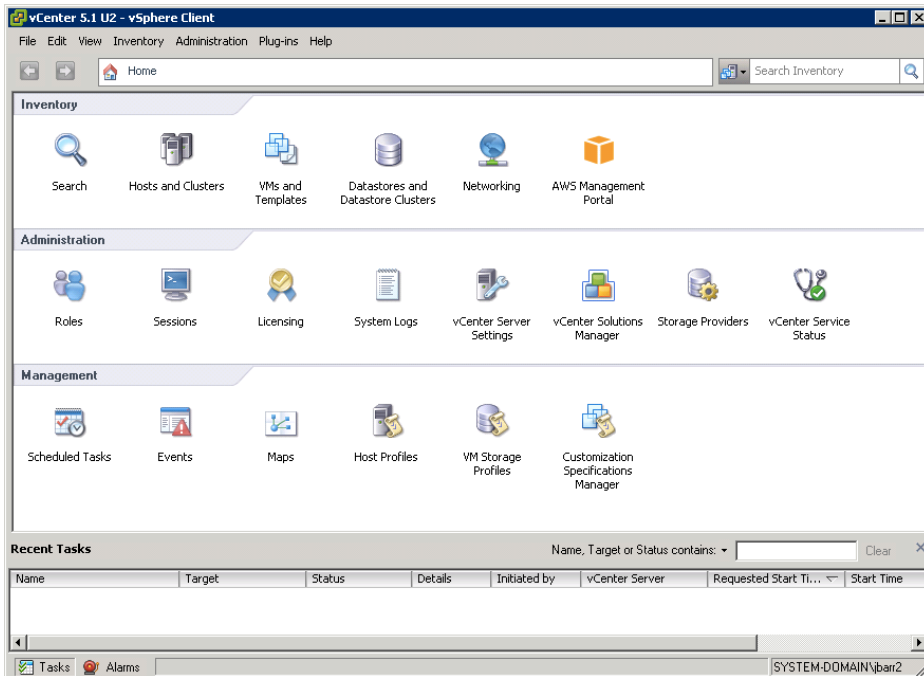 vCenter 5.1 U2 - vSphere Client
File Edit View Inventory Administration Plug-ins Help
Home
Search Inventory
Inventory
Search
Hosts and Clusters
VMs and
Templates
Datastores and
Datastore Clusters
Networking
AWS Management
Portal
Administration
Roles
Sessions
Licensing
System Logs
vCenter Server
Settings
vCenter Solutions
Manager
Storage Providers
vCenter Service
Status
Management
Scheduled Tasks
Events
Maps
Host Profiles
VM Storage
Profiles
Customization
Specifications
Manager
Recent Tasks
Name, Target or Status contains:
Clear
Name Target Status Details Initiated by vCenter Server Requested Start Ti... Start Time
Tasks Alarms
SYSTEM-DOMAIN\jbarr2